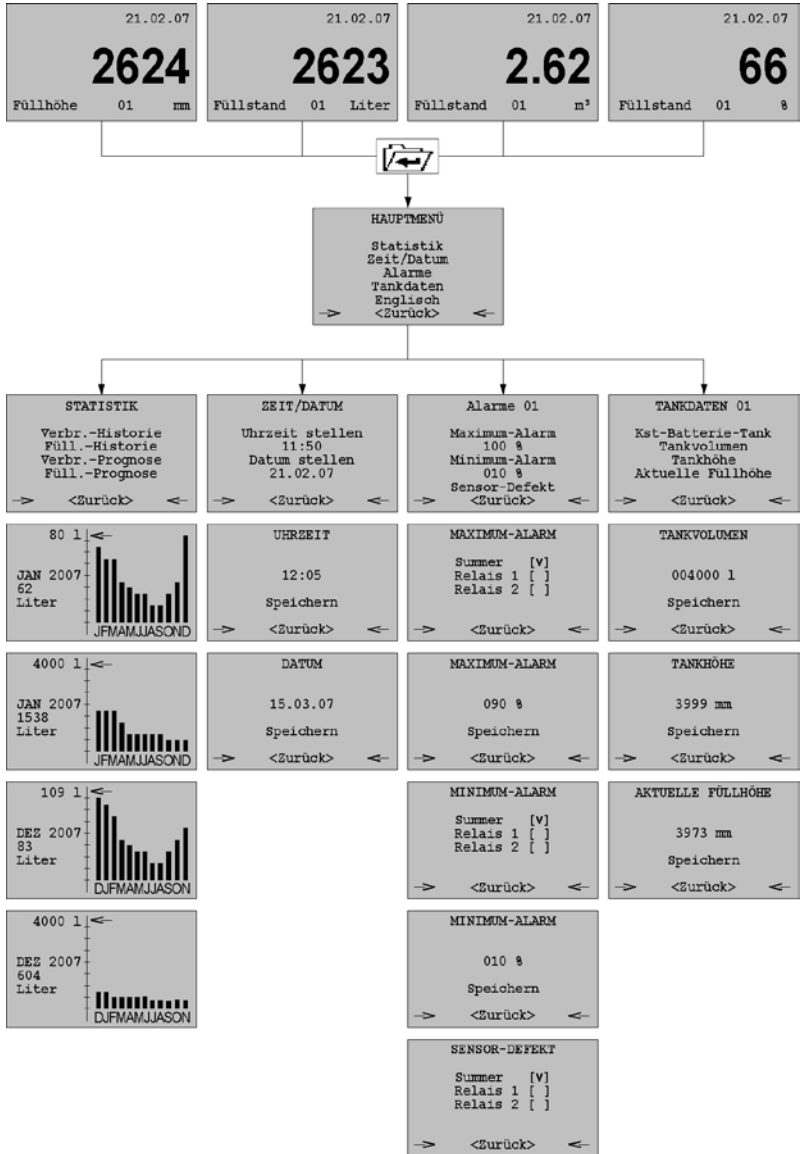 21.02.07
2624
Füllhöhe 01 mm
21.02.07
2623
Füllstand 01 Liter
21.02.07
2.62
Füllstand 01 m³
21.02.07
66
Füllstand 01 %
HAUPTMENÜ
Statistik
Zeit/Datum
Alarme
Tankdaten
Englisch
-> <Zurück> <-
STATISTIK
Verbr.-Historie
Füll.-Historie
Verbr.-Prognose
Füll.-Prognose
-> <Zurück> <-
ZEIT/DATUM
Uhrzeit stellen
11:50
Datum stellen
21.02.07
-> <Zurück> <-
Alarme 01
Maximum-Alarm
100 %
Minimum-Alarm
010 %
Sensor-Defekt
-> <Zurück> <-
TANKDATEN 01
Kst-Batterie-Tank
Tankvolumen
Tankhöhe
Aktuelle Füllhöhe
-> <Zurück> <-
80 l
JAN 2007
62
Liter
JFMAMJJASOND
UHRZEIT
12:05
Speichern
-> <Zurück> <-
MAXIMUM-ALARM
Summer [v]
Relais 1 [ ]
Relais 2 [ ]
-> <Zurück> <-
TANKVOLUMEN
004000 l
Speichern
-> <Zurück> <-
4000 l
JAN 2007
1538
Liter
JFMAMJJASOND
DATUM
15.03.07
Speichern
-> <Zurück> <-
MAXIMUM-ALARM
090 %
Speichern
-> <Zurück> <-
TANKHÖHE
3999 mm
Speichern
-> <Zurück> <-
109 l
DEZ 2007
83
Liter
DJFMAMJJASON
MINIMUM-ALARM
Summer [v]
Relais 1 [ ]
Relais 2 [ ]
-> <Zurück> <-
AKTUELLE FÜLLHÖHE
3973 mm
Speichern
-> <Zurück> <-
4000 l
DEZ 2007
604
Liter
DJFMAMJJASON
MINIMUM-ALARM
010 %
Speichern
-> <Zurück> <-
SENSOR-DEFEKT
Summer [v]
Relais 1 [ ]
Relais 2 [ ]
-> <Zurück> <-